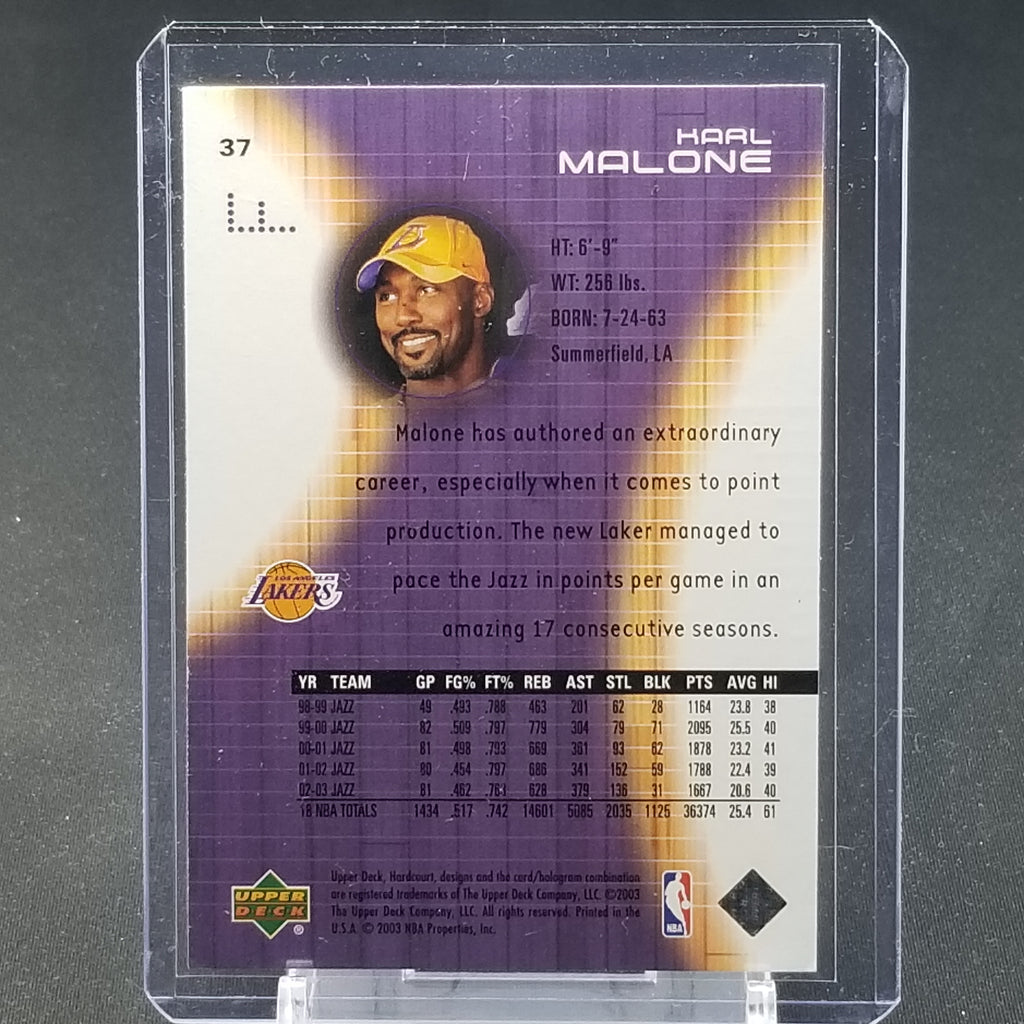 37
KARL
MALONE
HT: 6'-9"
WT: 256 lbs.
BORN: 7-24-63
Summerfield, LA
Malone has authored an extraordinary
career, especially when it comes to point
production. The new Laker managed to
pace the Jazz in points per game in an
amazing 17 consecutive seasons.
LOS ANGELES
LAKERS
YR TEAM GP FG% FT% REB AST STL BLK PTS AVG HI
98-99 JAZZ 49 .493 .788 463 201 62 28 1164 23.8 38
99-00 JAZZ 82 .509 .797 779 304 79 71 2095 25.5 40
00-01 JAZZ 81 .498 .793 669 361 93 62 1878 23.2 41
01-02 JAZZ 80 .454 .797 686 341 152 59 1788 22.4 39
02-03 JAZZ 81 .462 .763 628 379 136 31 1667 20.6 40
18 NBA TOTALS 1434 .517 .742 14601 5085 2035 1125 36374 25.4 61
UPPER
DECK
®
Upper Deck, Hardcourt, designs and the card/hologram combination
are registered trademarks of The Upper Deck Company, LLC. ©2003
The Upper Deck Company, LLC. All rights reserved. Printed in the
U.S.A. © 2003 NBA Properties, Inc.
NBA